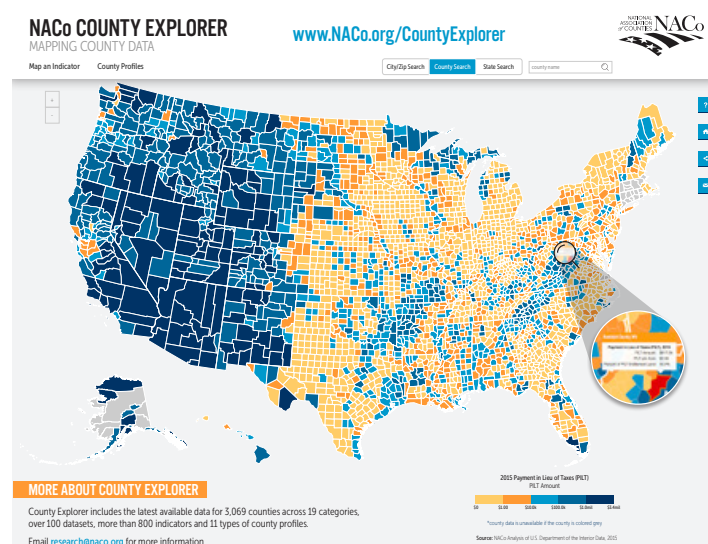 NACo COUNTY EXPLORER
MAPPING COUNTY DATA
www.NACo.org/CountyExplorer
NATIONAL
ASSOCIATION
of COUNTIES
NACo
Map an Indicator
County Profiles
City/Zip Search
County Search
State Search
county name
+
-
?
MORE ABOUT COUNTY EXPLORER
County Explorer includes the latest available data for 3,069 counties across 19 categories,
over 100 datasets, more than 800 indicators and 11 types of county profiles.
Email research@naco.org for more information
2015 Payment in Lieu of Taxes (PILT)
PILT Amount
$0 $1.00 $10.0k $100.0k $1.0mil $3.4mil
*county data is unavailable if the county is colored grey
Source: NACo Analysis of U.S. Department of the Interior Data, 2015